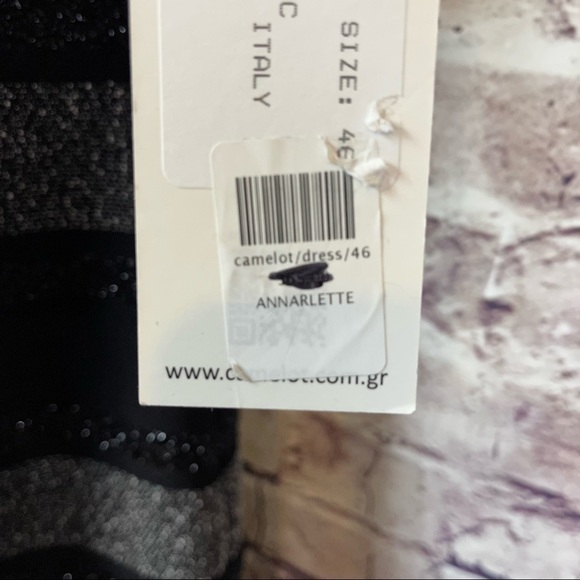 C
ITALY
SIZE: 46
camelot/dress/46
ANNARLETTE
www.camelot.com.gr